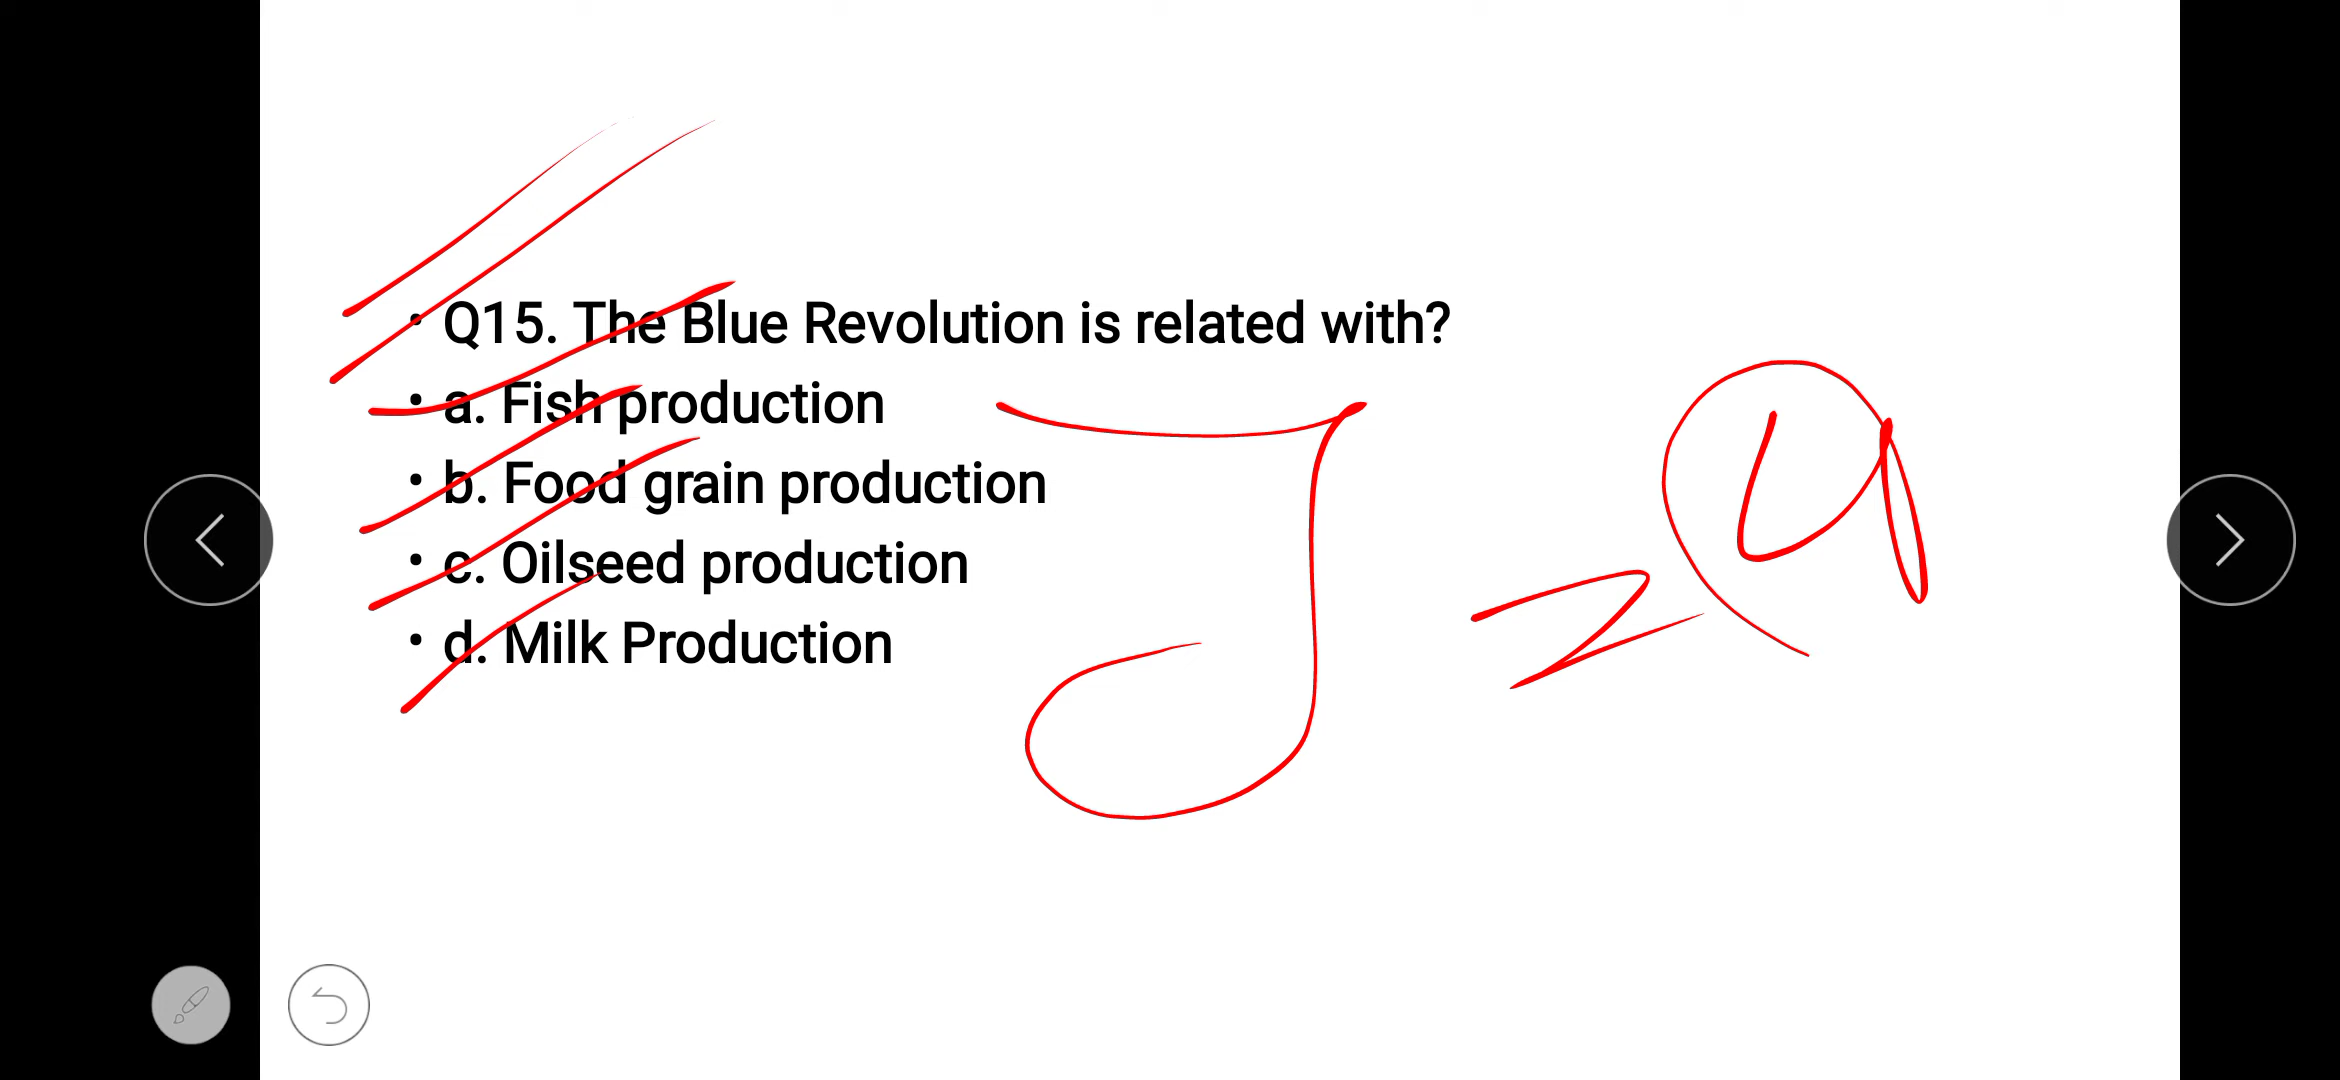 • Q15. The Blue Revolution is related with?
• a. Fish production
• b. Food grain production
• c. Oilseed production
• d. Milk Production